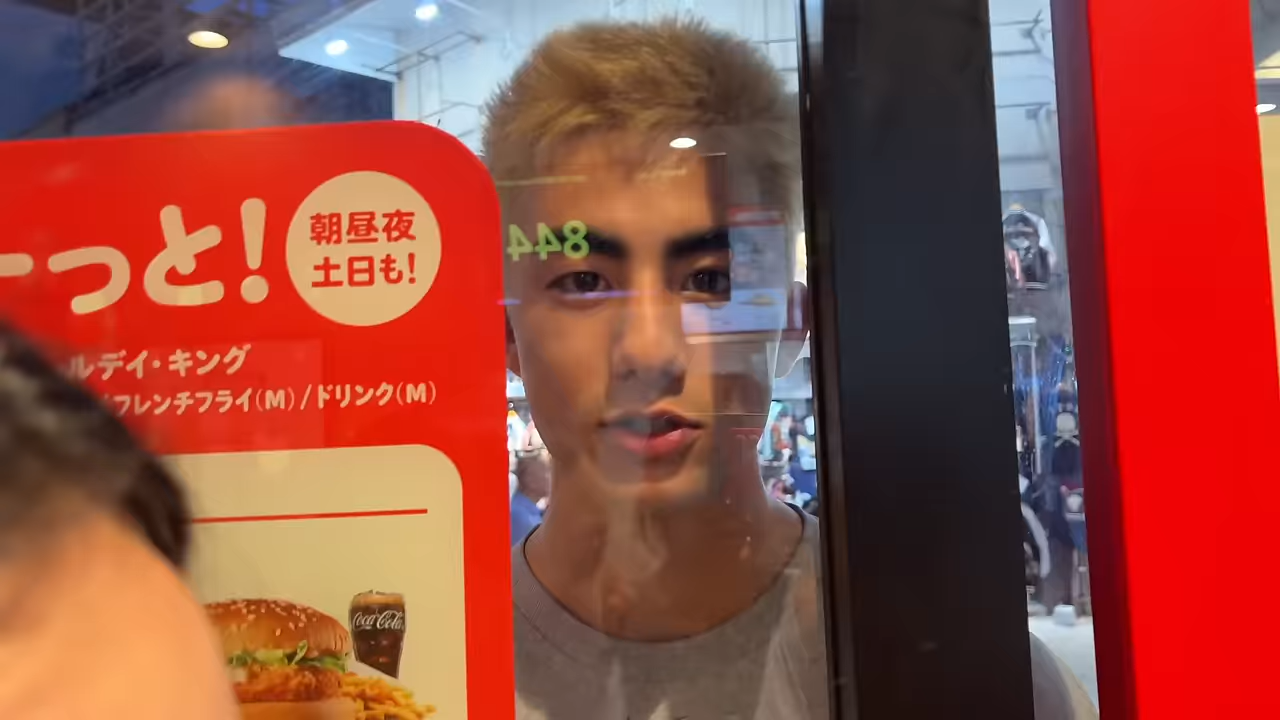 っと!
朝昼夜
土日も!
ルデイ・キング
フレンチフライ(M)/ドリンク(M)
Coca-Cola
844